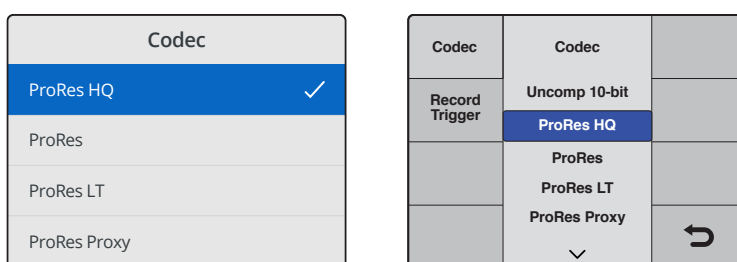 Codec
ProRes HQ
ProRes
ProRes LT
ProRes Proxy
Codec
Record
Trigger
Codec
Uncomp 10-bit
ProRes HQ
ProRes
ProRes LT
ProRes Proxy